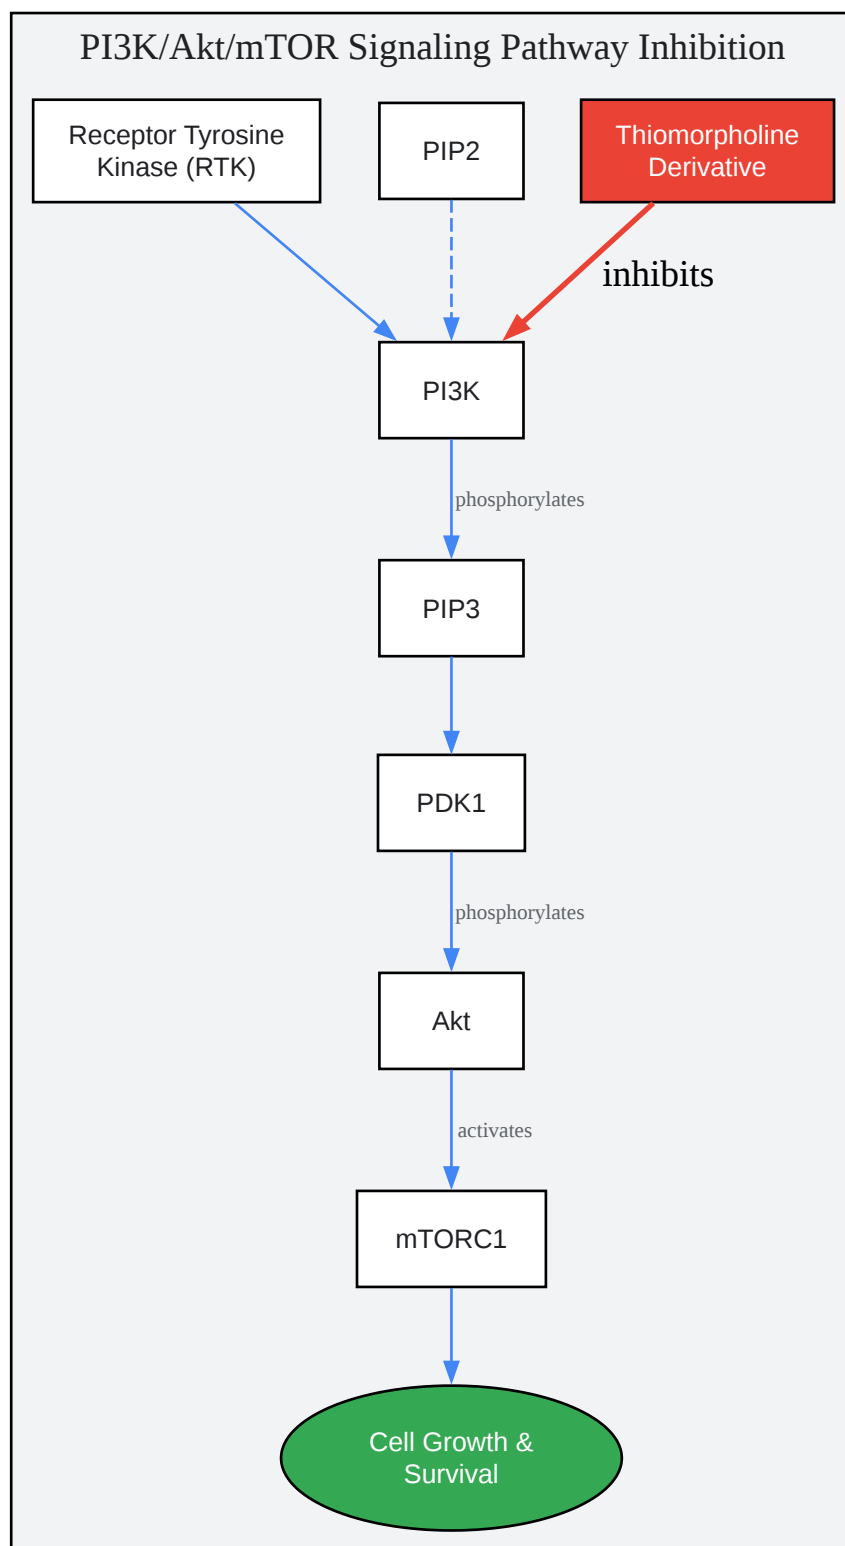 PI3K/Akt/mTOR Signaling Pathway Inhibition
Receptor Tyrosine
Kinase (RTK)
PIP2
Thiomorpholine
Derivative
inhibits
PI3K
phosphorylates
PIP3
PDK1
phosphorylates
Akt
activates
mTORC1
Cell Growth &
Survival